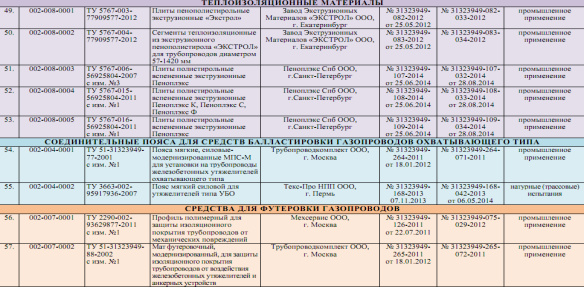 ТЕПЛОИЗОЛЯЦИОННЫЕ МАТЕРИАЛЫ
49. 002-008-0001 ТУ 5767-003- Плиты пенополистирольные Завод Экструзионных № 31323949- № 31323949-082- промышленное
77909577-2012 экструзионные «Экстрол» Материалов «ЭКСТРОЛ» ООО, 082-2012 033-2012 применение
г. Екатеринбург от 25.05.2012
50. 002-008-0002 ТУ 5767-004- Сегменты теплоизоляционные Завод Экструзионных № 31323949- № 31323949-083- промышленное
77909577-2012 из экструзионного Материалов «ЭКСТРОЛ» ООО, 083-2012 034-2012 применение
пенополистирола «ЭКСТРОЛ» г. Екатеринбург от 25.05.2012
для трубопроводов диаметром
57-1420 мм
51. 002-008-0003 ТУ 5767-006- Плиты полистирольные Пеноплэкс Спб ООО, № 31323949- № 31323949- промышленное
56925804-2007 вспененные экструзионные г.Санкт-Петербург 107-2014 032-2014 применение
с изм. №3 Пеноплэкс от 25.06.2014 от 28.08.2014
52. 002-008-0004 ТУ 5767-015- Плиты полистирольные Пеноплэкс Спб ООО, № 31323949- № 31323949- промышленное
56925804-2011 вспененные экструзионные г.Санкт-Петербург 108-2014 033-2014 применение
с изм. №1 Пеноплэкс К, Пеноплэкс С, от 25.06.2014 от 28.08.2014
Пеноплэкс Ф
53. 002-008-0005 ТУ 5767-016- Плиты полистирольные Пеноплэкс Спб ООО, № 31323949- № 31323949- промышленное
56925804-2011 вспененные экструзионные г.Санкт-Петербург 109-2014 034-2014 применение
с изм. №1 Пеноплэкс от 25.06.2014 от 28.08.2014
СОЕДИНИТЕЛЬНЫЕ ПОЯСА ДЛЯ СРЕДСТВ БАЛЛАСТИРОВКИ ГАЗОПРОВОДОВ ОХВАТЫВАЮЩЕГО ТИПА
54. 002-004-0001 ТУ 51-31323949- Пояса мягкие, силовые- Трубопроводкомплект ООО, № 31323949- № 31323949-264- промышленное
77-2001 модернизированные МПС-М г. Москва 264-2011 071-2011 применение
с изм. №1 для установки на трубопроводы от 18.01.2012
железобетонных утяжелителей
охватывающего типа
55. 002-004-0002 ТУ 3663-002- Пояс мягкий силовой для Текс-Про НПП ООО, № 31323949- № 31323949-168- натурные (трассовые)
95917936-2007 утяжелителей типа УБО г. Пермь 168-2013 042-2013 испытания
07.11.2013 от 06.05.2014
СРЕДСТВА ДЛЯ ФУТЕРОВКИ ГАЗОПРОВОДОВ
56. 002-007-0001 ТУ 2290-002- Профиль полимерный для Мехсервис ООО, № 31323949- № 31323949-075- промышленное
93629877-2011 защиты изоляционного г. Москва 126-2011 029-2012 применение
с изм. №1 покрытия трубопроводов от от 22.07.2011
механических повреждений
57. 002-007-0002 ТУ 51-31323949- Мат футеровочный, Трубопроводкомплект ООО, № 31323949- № 31323949-265- промышленное
88-2002 модернизированный, для защиты г. Москва 265-2011 072-2011 применение
с изм. №1 изоляционного покрытия от 18.01.2012
трубопроводов от воздействия
железобетонных утяжелителей и
анкерных устройств